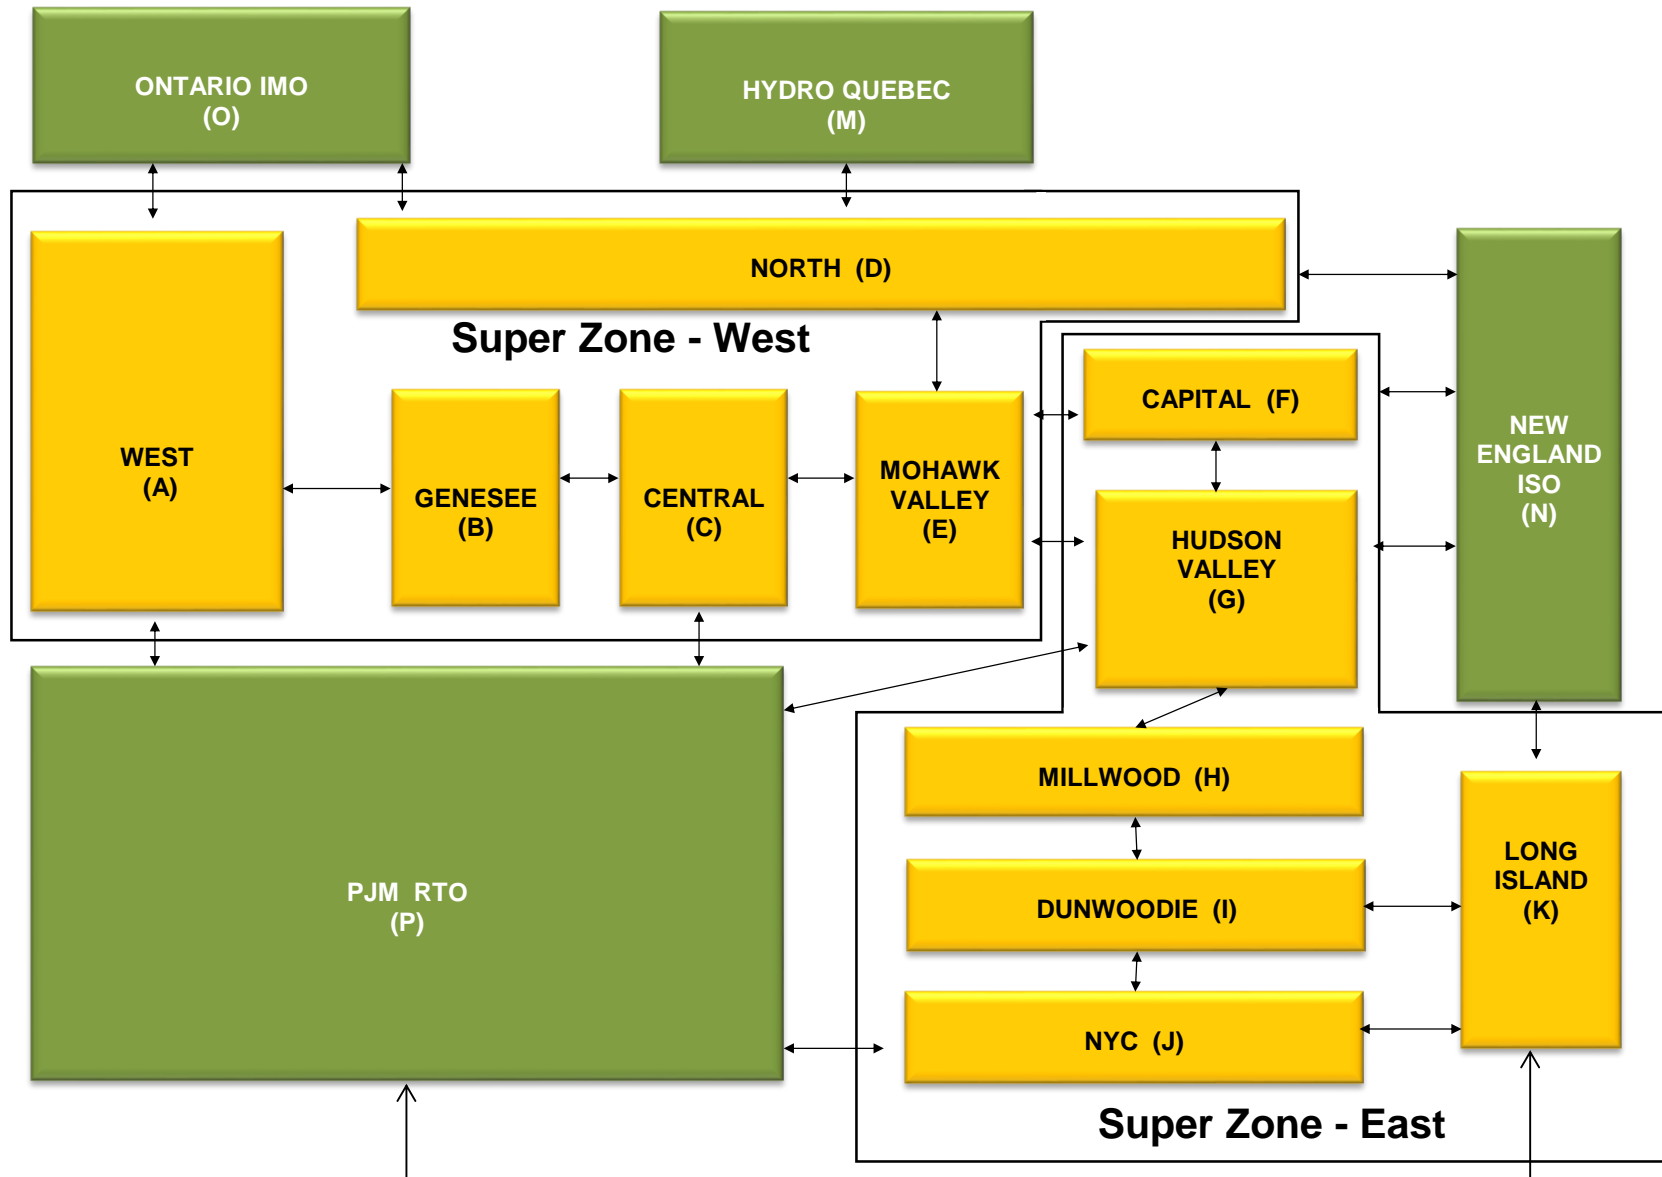 ONTARIO IMO
(O)
HYDRO QUEBEC
(M)
NORTH (D)
Super Zone - West
WEST
(A)
GENESEE
(B)
CENTRAL
(C)
MOHAWK
VALLEY
(E)
CAPITAL (F)
HUDSON
VALLEY
(G)
NEW
ENGLAND
ISO
(N)
PJM RTO
(P)
MILLWOOD (H)
DUNWOODIE (I)
NYC (J)
LONG
ISLAND
(K)
Super Zone - East